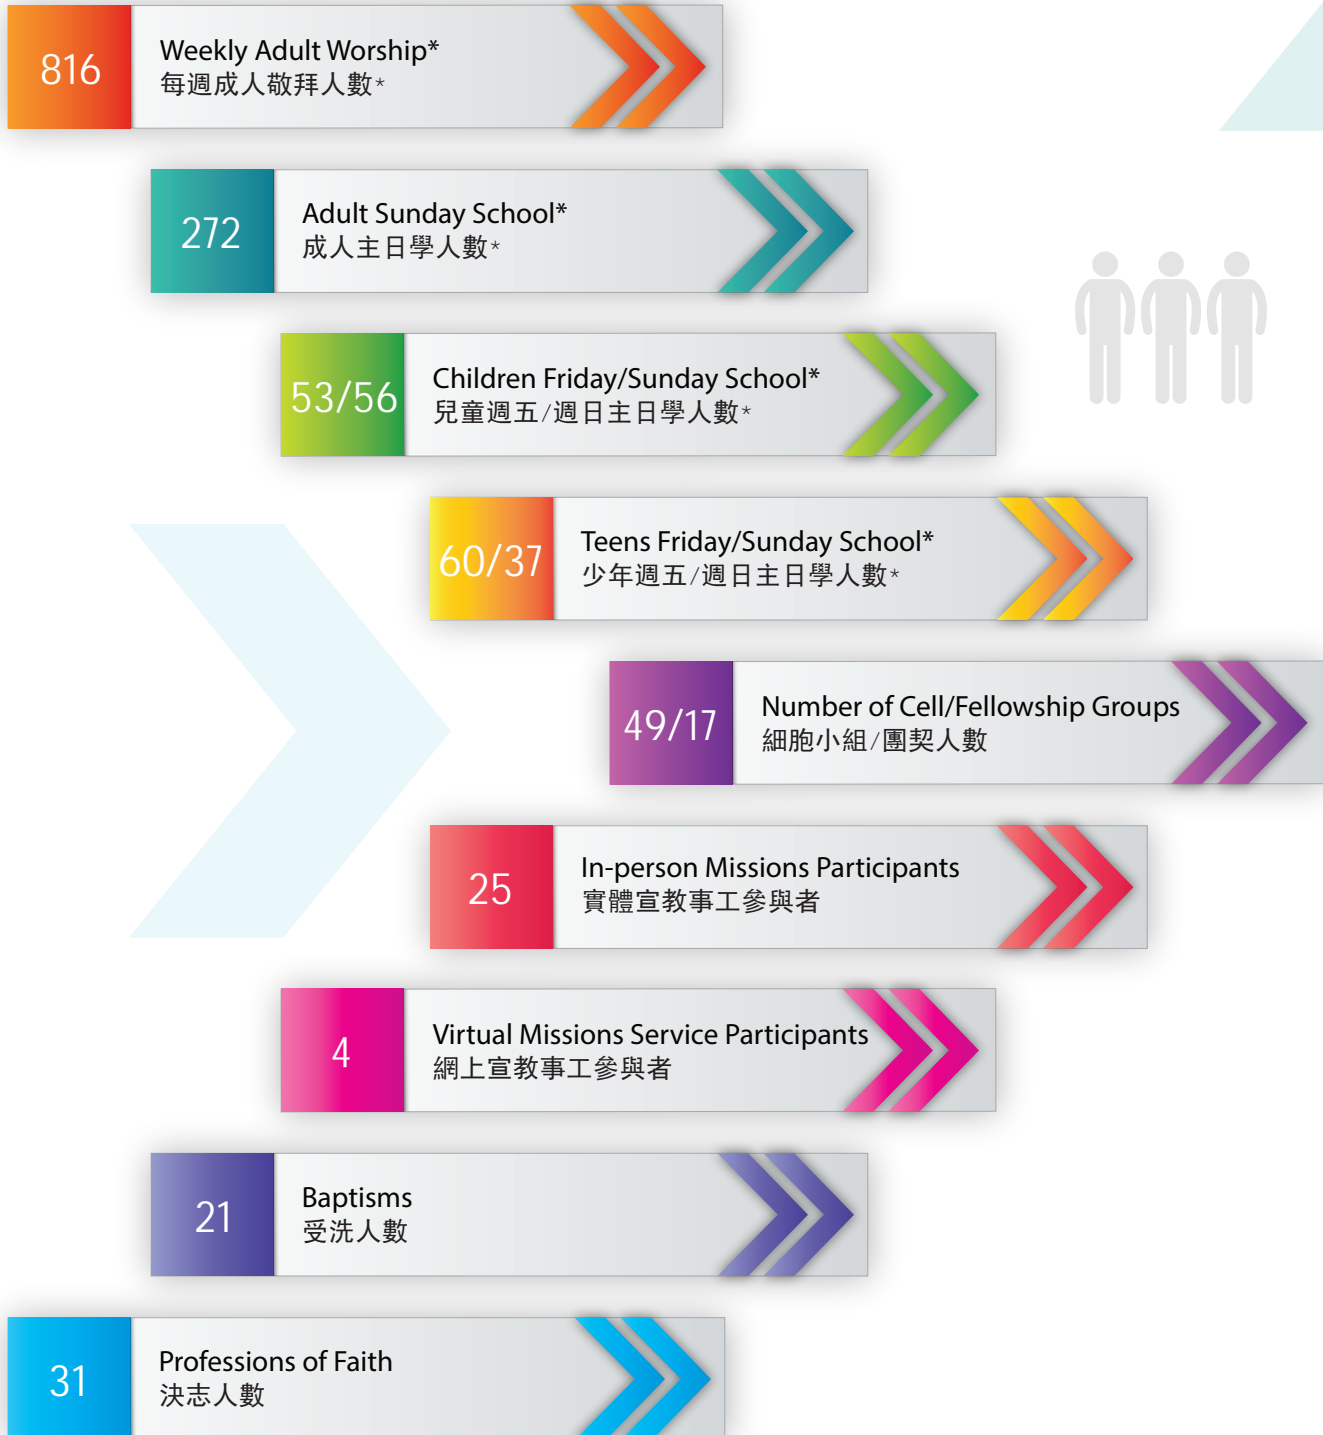 816
Weekly Adult Worship*
每週成人敬拜人數*
272
Adult Sunday School*
成人主日學人數*
53/56
Children Friday/Sunday School*
兒童週五/週日主日學人數*
60/37
Teens Friday/Sunday School*
少年週五/週日主日學人數*
49/17
Number of Cell/Fellowship Groups
細胞小組/團契人數
25
In-person Missions Participants
實體宣教事工參與者
4
Virtual Missions Service Participants
網上宣教事工參與者
21
Baptisms
受洗人數
31
Professions of Faith
決志人數